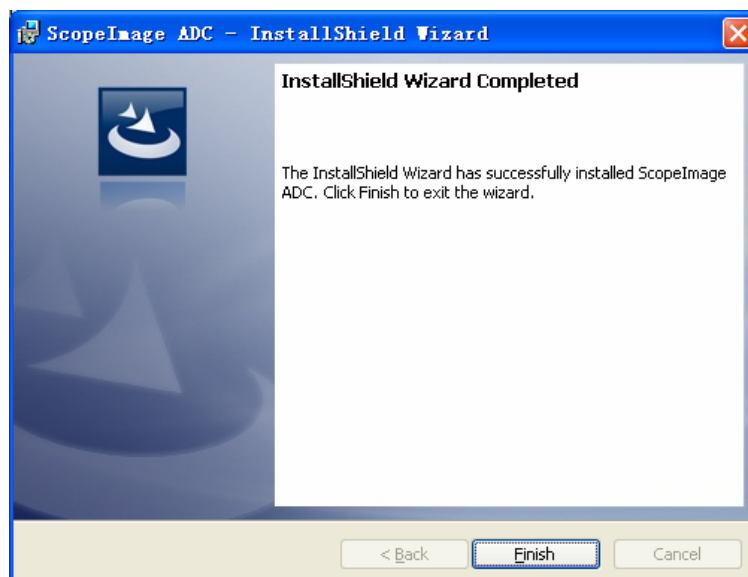 ScopeImage ADC - InstallShield Wizard
InstallShield Wizard Completed
The InstallShield Wizard has successfully installed ScopeImage
ADC. Click Finish to exit the wizard.
< Back Finish Cancel